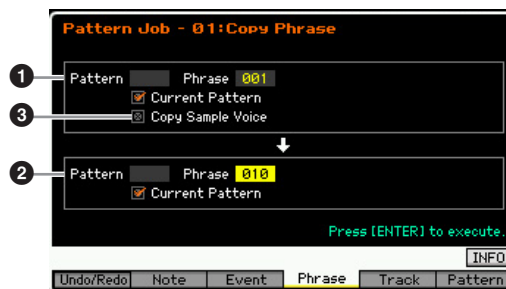 Pattern Job - 01:Copy Phrase
1 Pattern Phrase 001
Current Pattern
3 Copy Sample Voice
2 Pattern Phrase 010
Current Pattern
Press [ENTER] to execute.
INFO
Undo/Redo Note Event Phrase Track Pattern